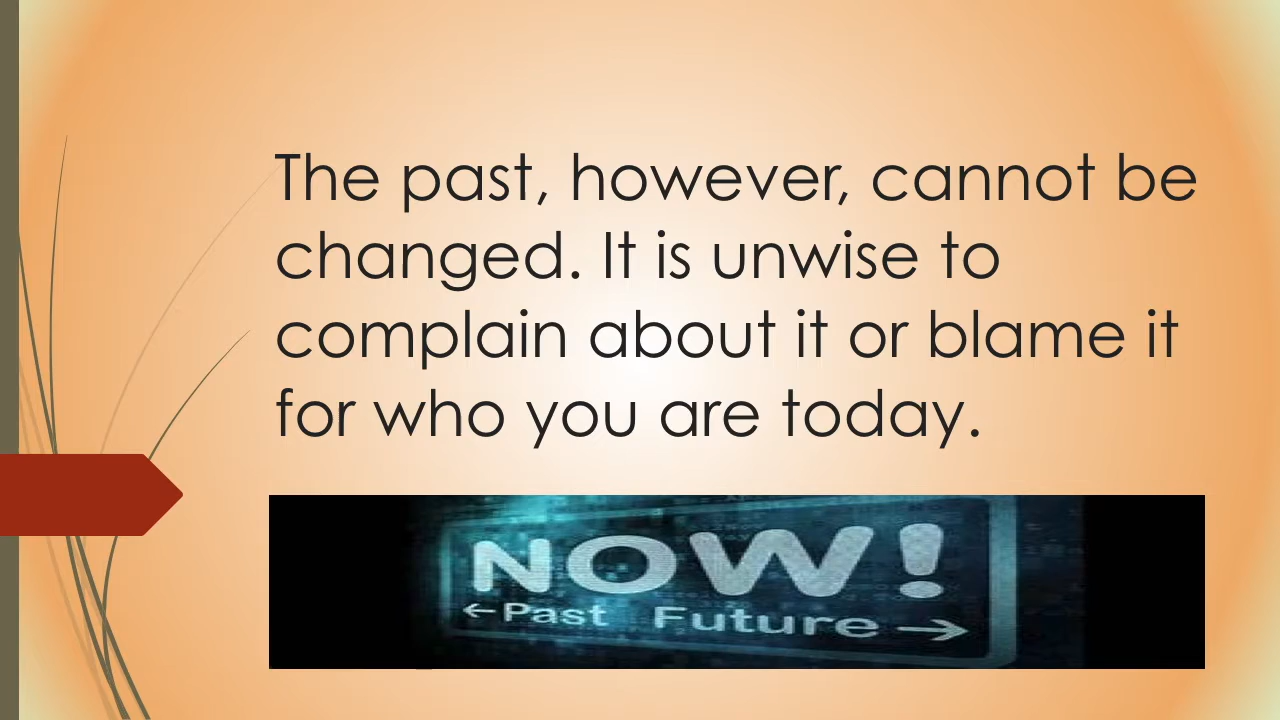 The past, however, cannot be
changed. It is unwise to
complain about it or blame it
for who you are today.
NOW!
←Past Future→